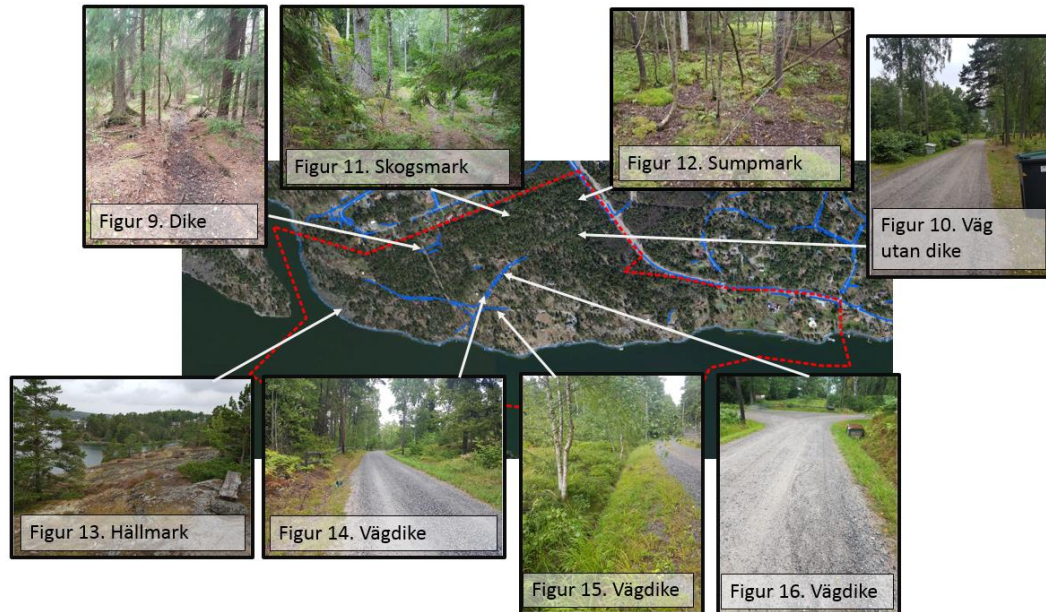 Figur 9. Dike
Figur 11. Skogsmark
Figur 12. Sumpmark
Figur 10. Väg
utan dike
Figur 13. Hällmark
Figur 14. Vägdike
Figur 15. Vägdike
Figur 16. Vägdike